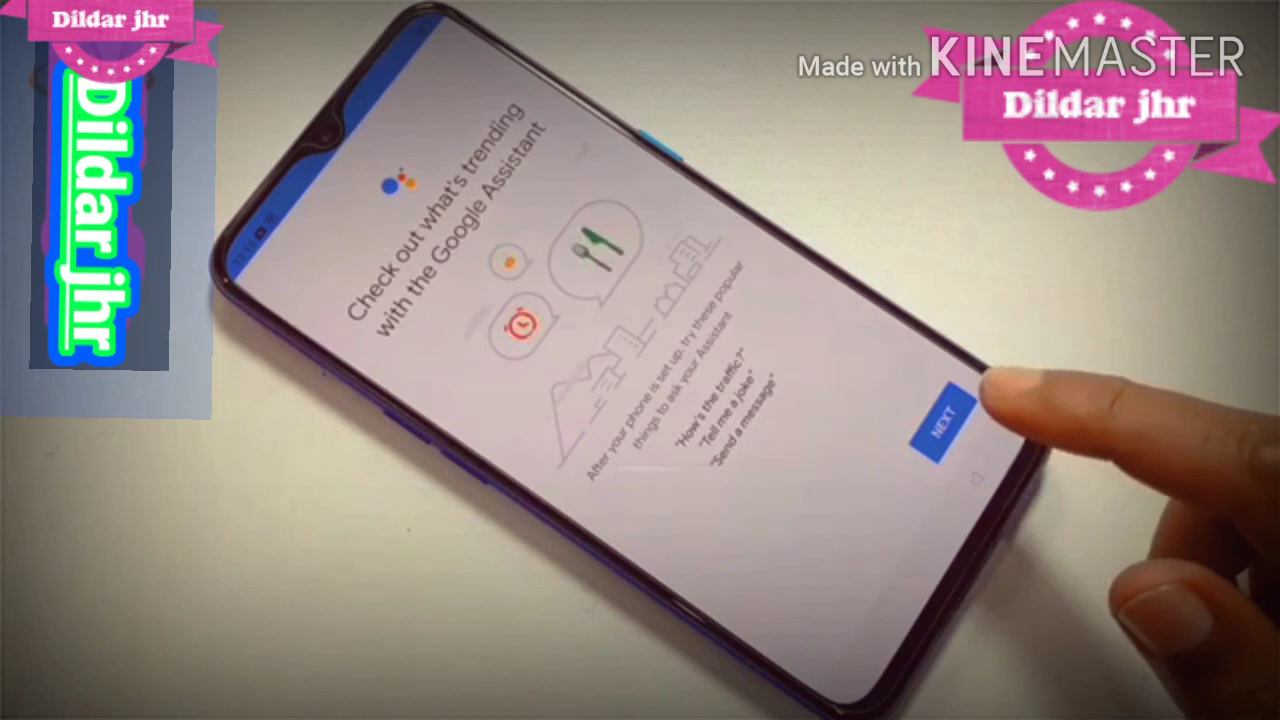 Dildar jhr
Dildar jhr
Made with KINEMASTER
Dildar jhr
Check out what's trending
with the Google Assistant
After your phone is set up, try these popular
things to ask your Assistant
"How's the traffic?"
"Tell me a joke"
"Send a message"
NEXT